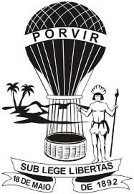 PORVIR
SUB LEGE LIBERTAS
18 DE MAIO DE 1892